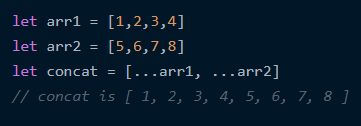 let arr1 = [1,2,3,4]
let arr2 = [5,6,7,8]
let concat = [...arr1, ...arr2]
// concat is [ 1, 2, 3, 4, 5, 6, 7, 8 ]